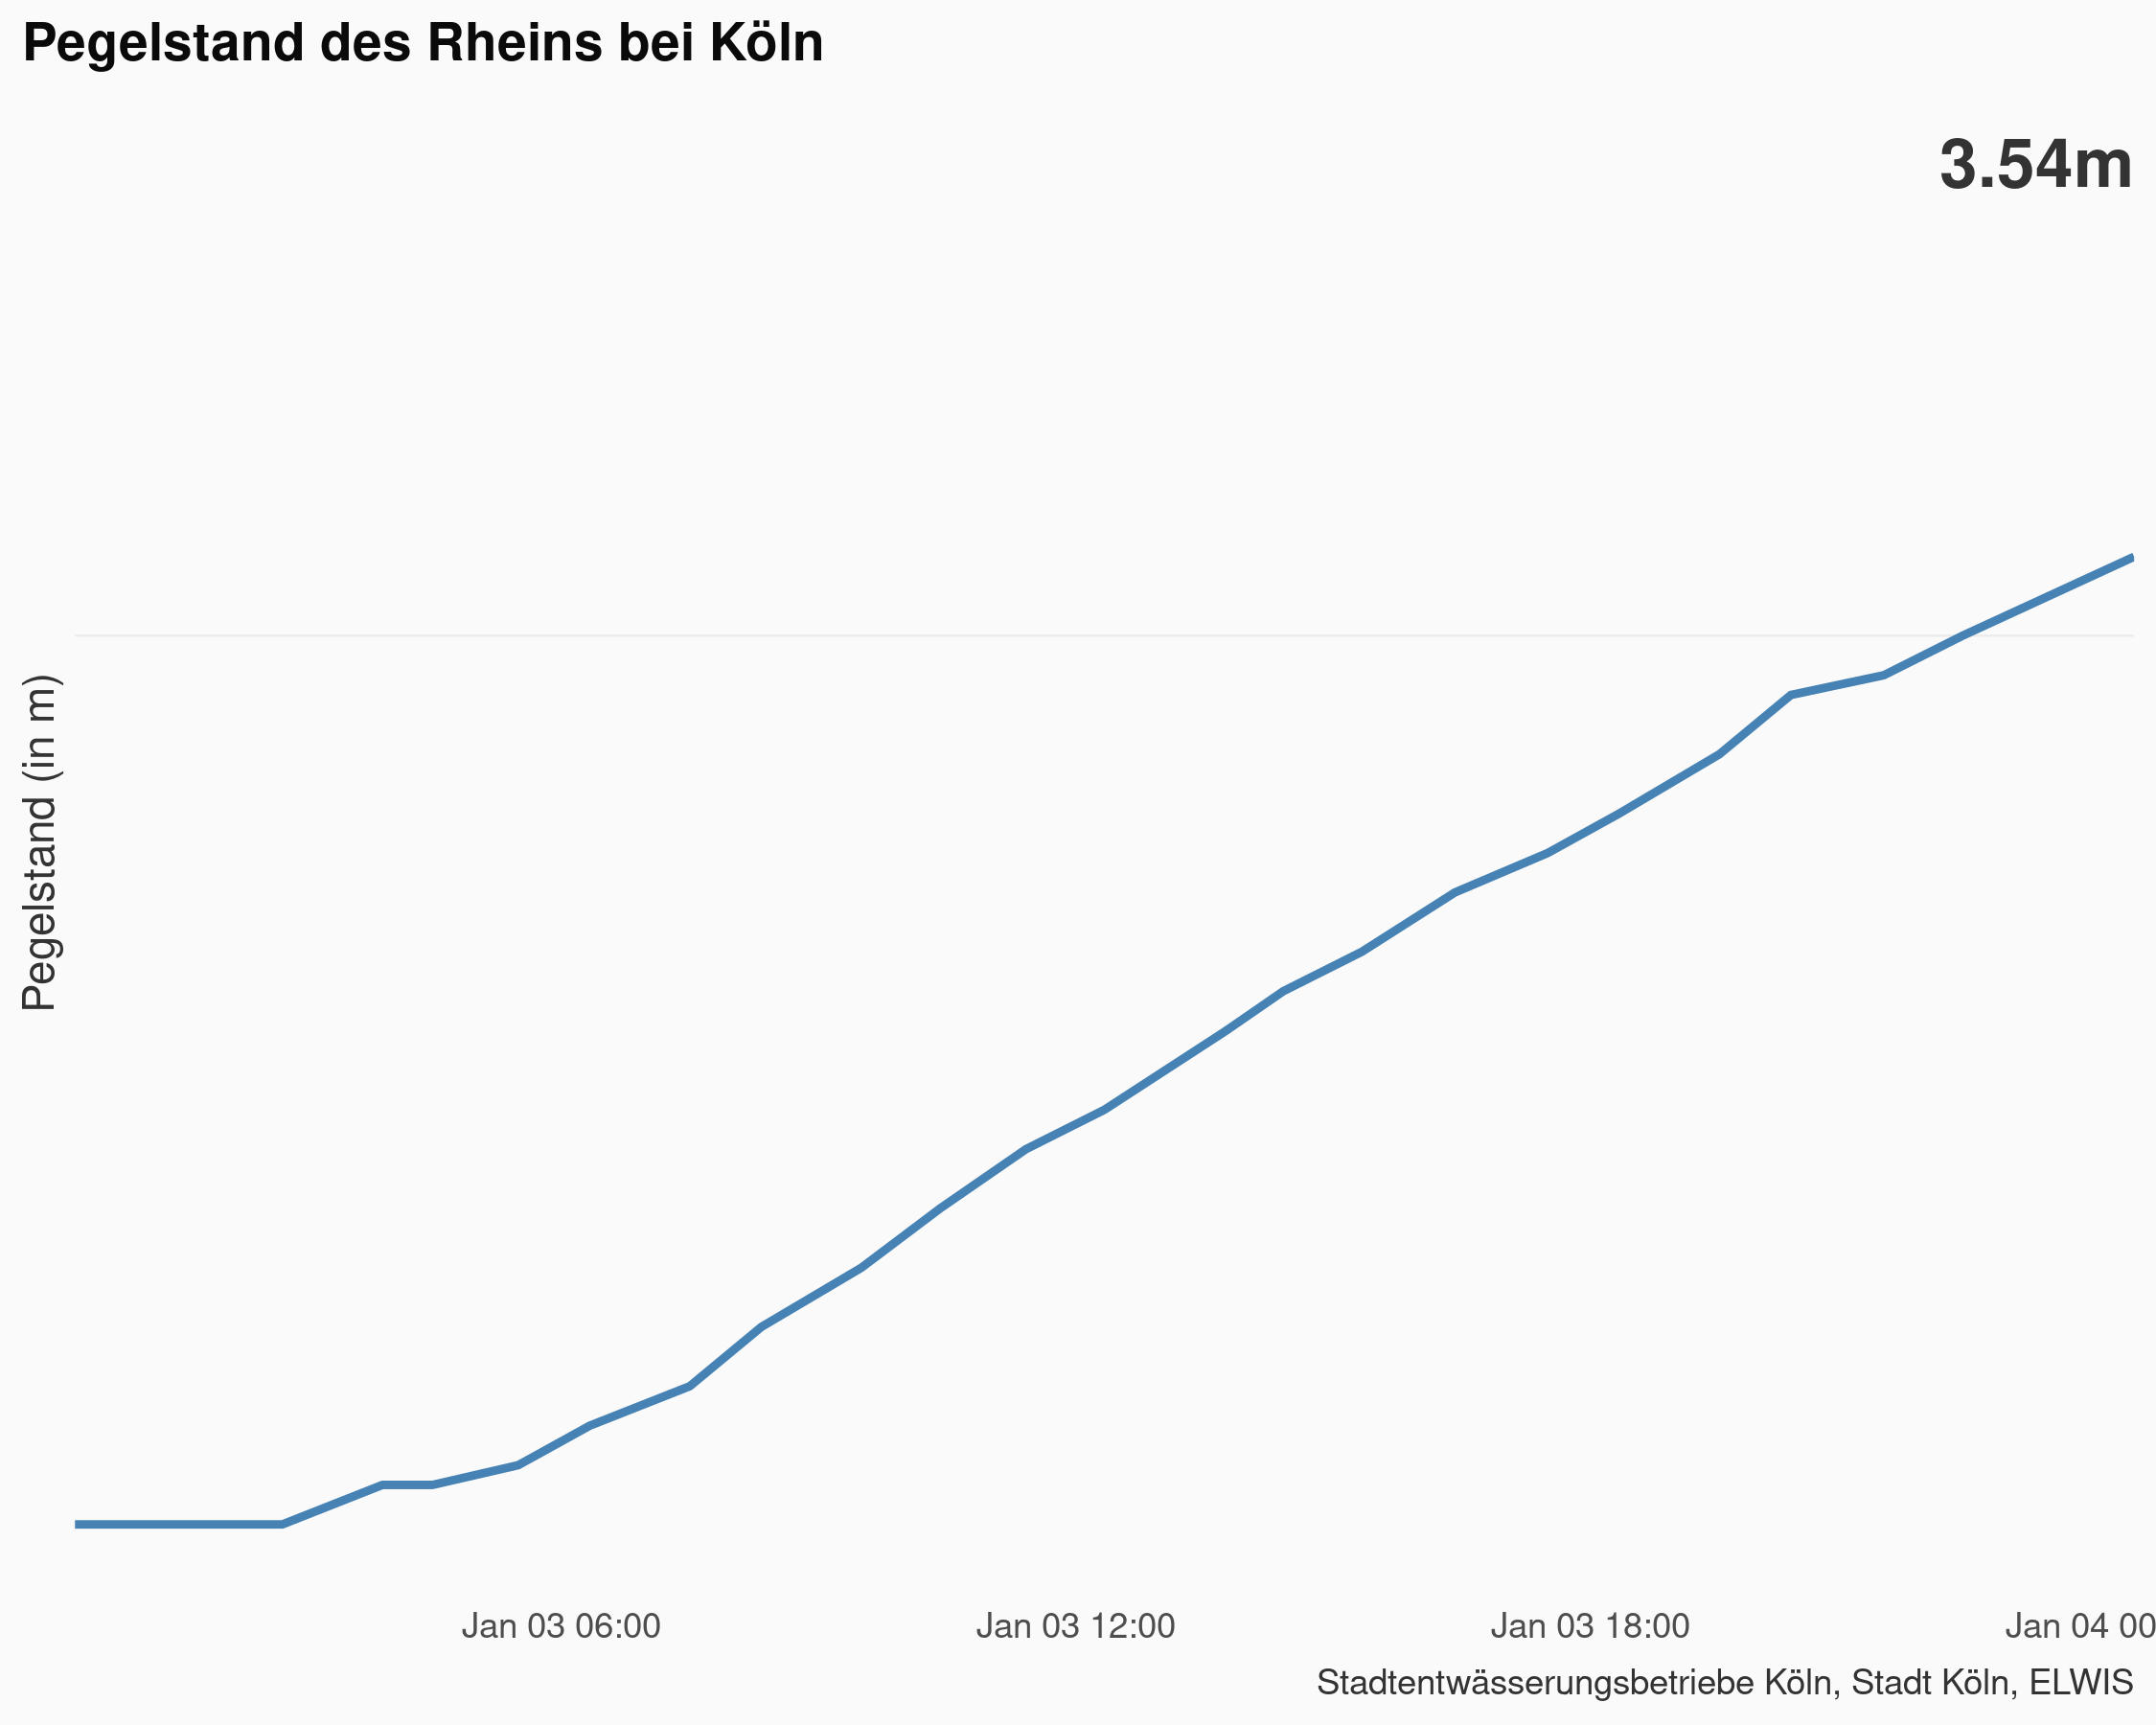 Pegelstand des Rheins bei Köln
3.54m
Pegelstand (in m)
Jan 03 06:00 Jan 03 12:00 Jan 03 18:00 Jan 04 00
Stadtentwässerungsbetriebe Köln, Stadt Köln, ELWIS